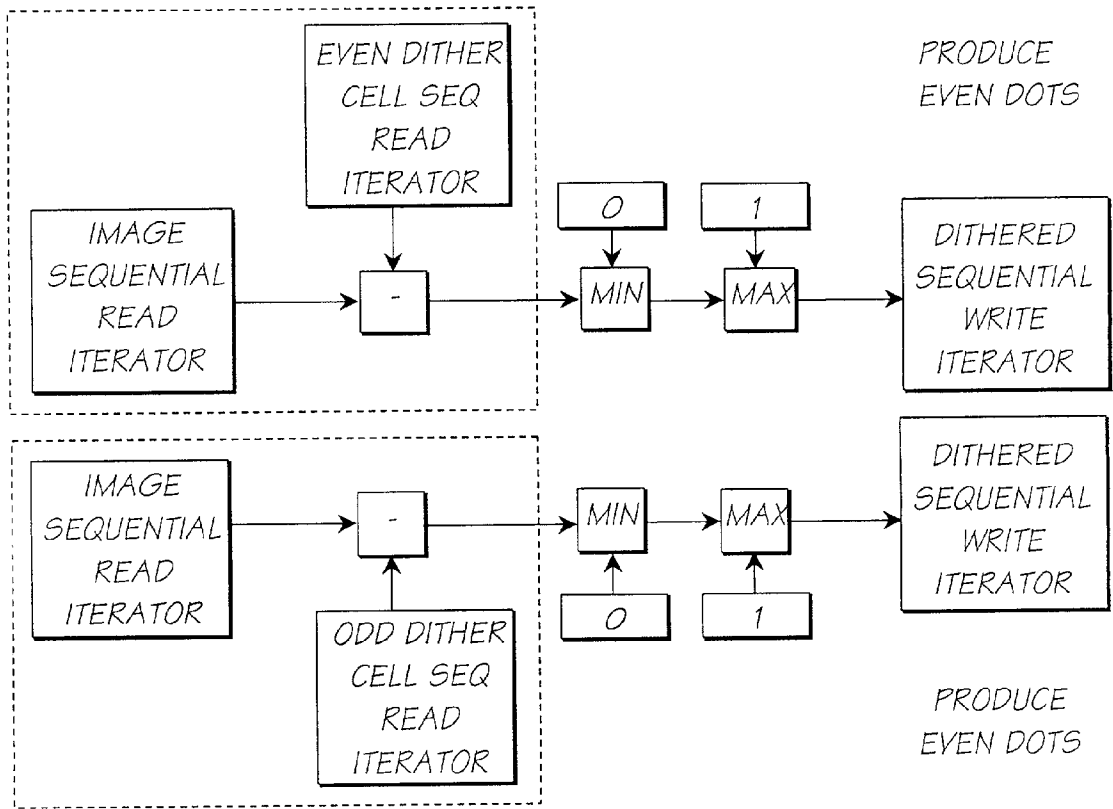 EVEN DITHER
CELL SEQ
READ
ITERATOR
PRODUCE
EVEN DOTS
0
1
IMAGE
SEQUENTIAL
READ
ITERATOR
-
MIN
MAX
DITHERED
SEQUENTIAL
WRITE
ITERATOR
IMAGE
SEQUENTIAL
READ
ITERATOR
-
MIN
MAX
DITHERED
SEQUENTIAL
WRITE
ITERATOR
0
1
ODD DITHER
CELL SEQ
READ
ITERATOR
PRODUCE
EVEN DOTS